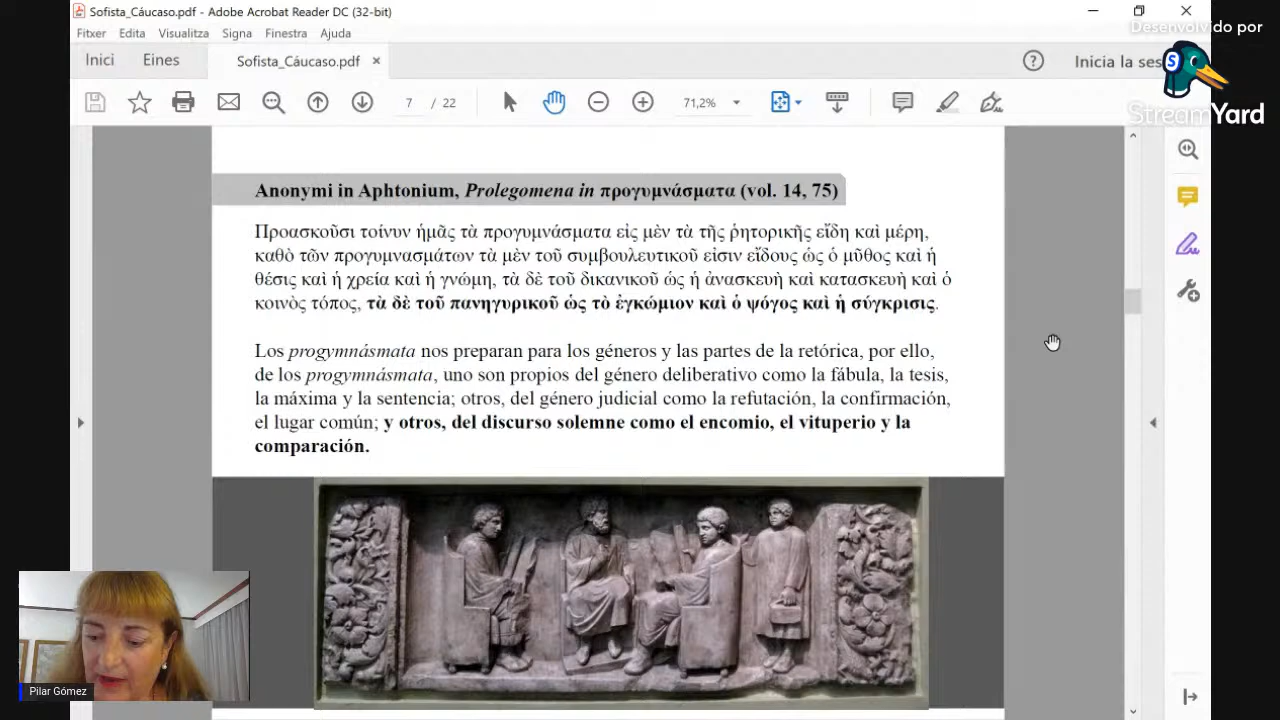 Sofista_Cáucaso.pdf - Adobe Acrobat Reader DC (32-bit)
Desenvolvido por
Fitxer Edita Visualitza Signa Finestra Ajuda
Inici Eines Sofista_Cáucaso.pdf × Inicia la ses
StreamYard
7 / 22 71,2%
Anonymi in Aphtonium, Prolegomena in προγυμνάσματα (vol. 14, 75)
Προασκοῦσι τοίνυν ἡμᾶς τὰ προγυμνάσματα εἰς μὲν τὰ τῆς ῥητορικῆς εἴδη καὶ μέρη,
καθὸ τῶν προγυμνασμάτων τὰ μὲν τοῦ συμβουλευτικοῦ εἰσιν εἴδους ὡς ὁ μῦθος καὶ ἡ
θέσις καὶ ἡ χρεία καὶ ἡ γνώμη, τὰ δὲ τοῦ δικανικοῦ ὡς ἡ ἀνασκευὴ καὶ κατασκευὴ καὶ ὁ
κοινὸς τόπος, τὰ δὲ τοῦ πανηγυρικοῦ ὡς τὸ ἐγκώμιον καὶ ὁ ψόγος καὶ ἡ σύγκρισις.
Los progymnásmata nos preparan para los géneros y las partes de la retórica, por ello,
de los progymnásmata, uno son propios del género deliberativo como la fábula, la tesis,
la máxima y la sentencia; otros, del género judicial como la refutación, la confirmación,
el lugar común; y otros, del discurso solemne como el encomio, el vituperio y la
comparación.
Pilar Gómez